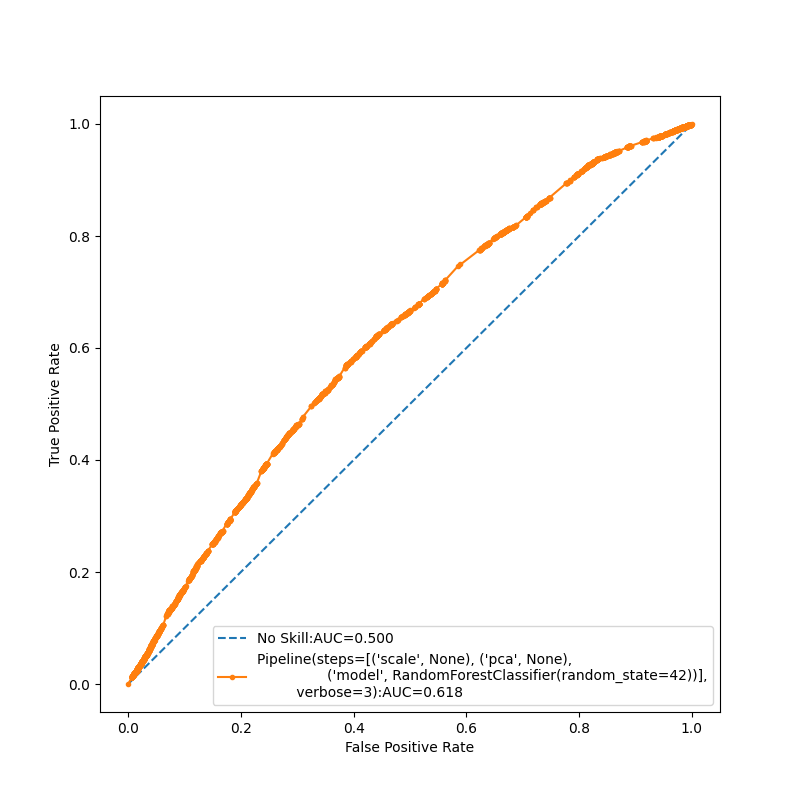 1.0
0.8
0.6
0.4
0.2
0.0
True Positive Rate
No Skill:AUC=0.500
Pipeline(steps=[('scale', None), ('pca', None),
('model', RandomForestClassifier(random_state=42))],
verbose=3):AUC=0.618
0.0 0.2 0.4 0.6 0.8 1.0
False Positive Rate